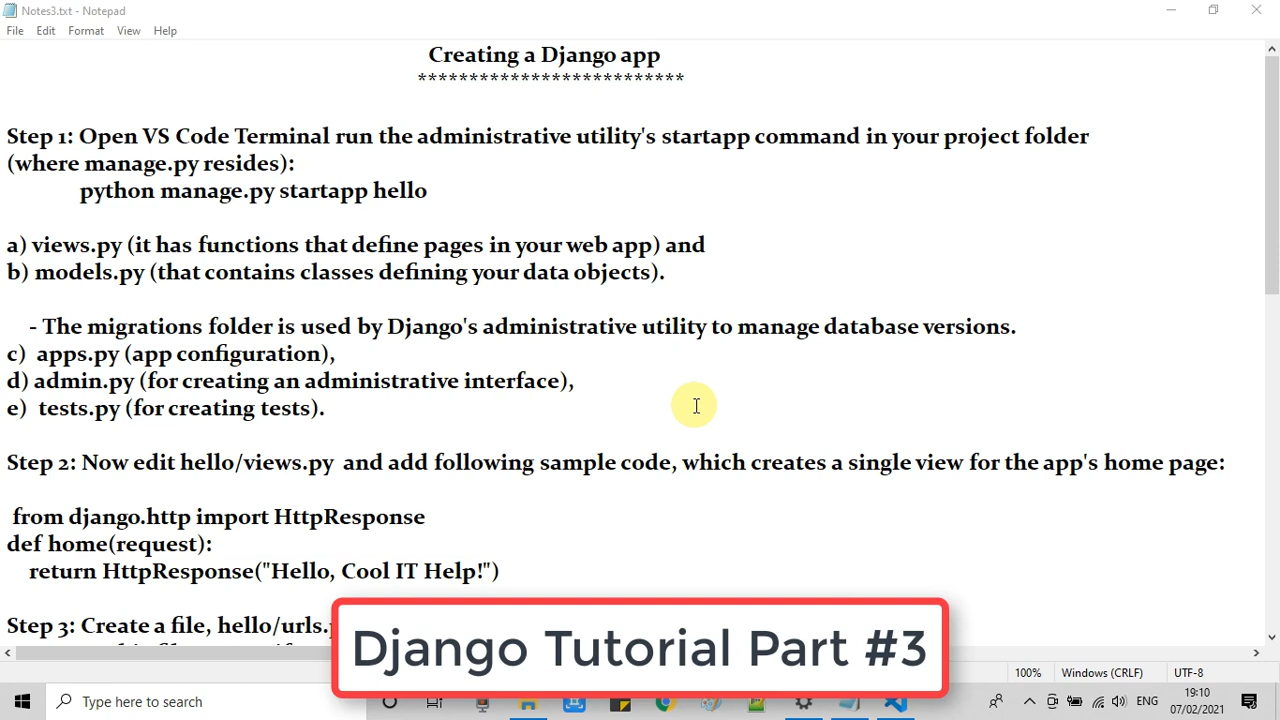 Notes3.txt - Notepad
File Edit Format View Help
Creating a Django app
**************************
Step 1: Open VS Code Terminal run the administrative utility's startapp command in your project folder
(where manage.py resides):
python manage.py startapp hello
a) views.py (it has functions that define pages in your web app) and
b) models.py (that contains classes defining your data objects).
- The migrations folder is used by Django's administrative utility to manage database versions.
c) apps.py (app configuration),
d) admin.py (for creating an administrative interface),
e) tests.py (for creating tests).
Step 2: Now edit hello/views.py and add following sample code, which creates a single view for the app's home page:
from django.http import HttpResponse
def home(request):
return HttpResponse("Hello, Cool IT Help!")
Step 3: Create a file, hello/urls.
Django Tutorial Part #3
100% Windows (CRLF) UTF-8
Type here to search
ENG
19:10
07/02/2021